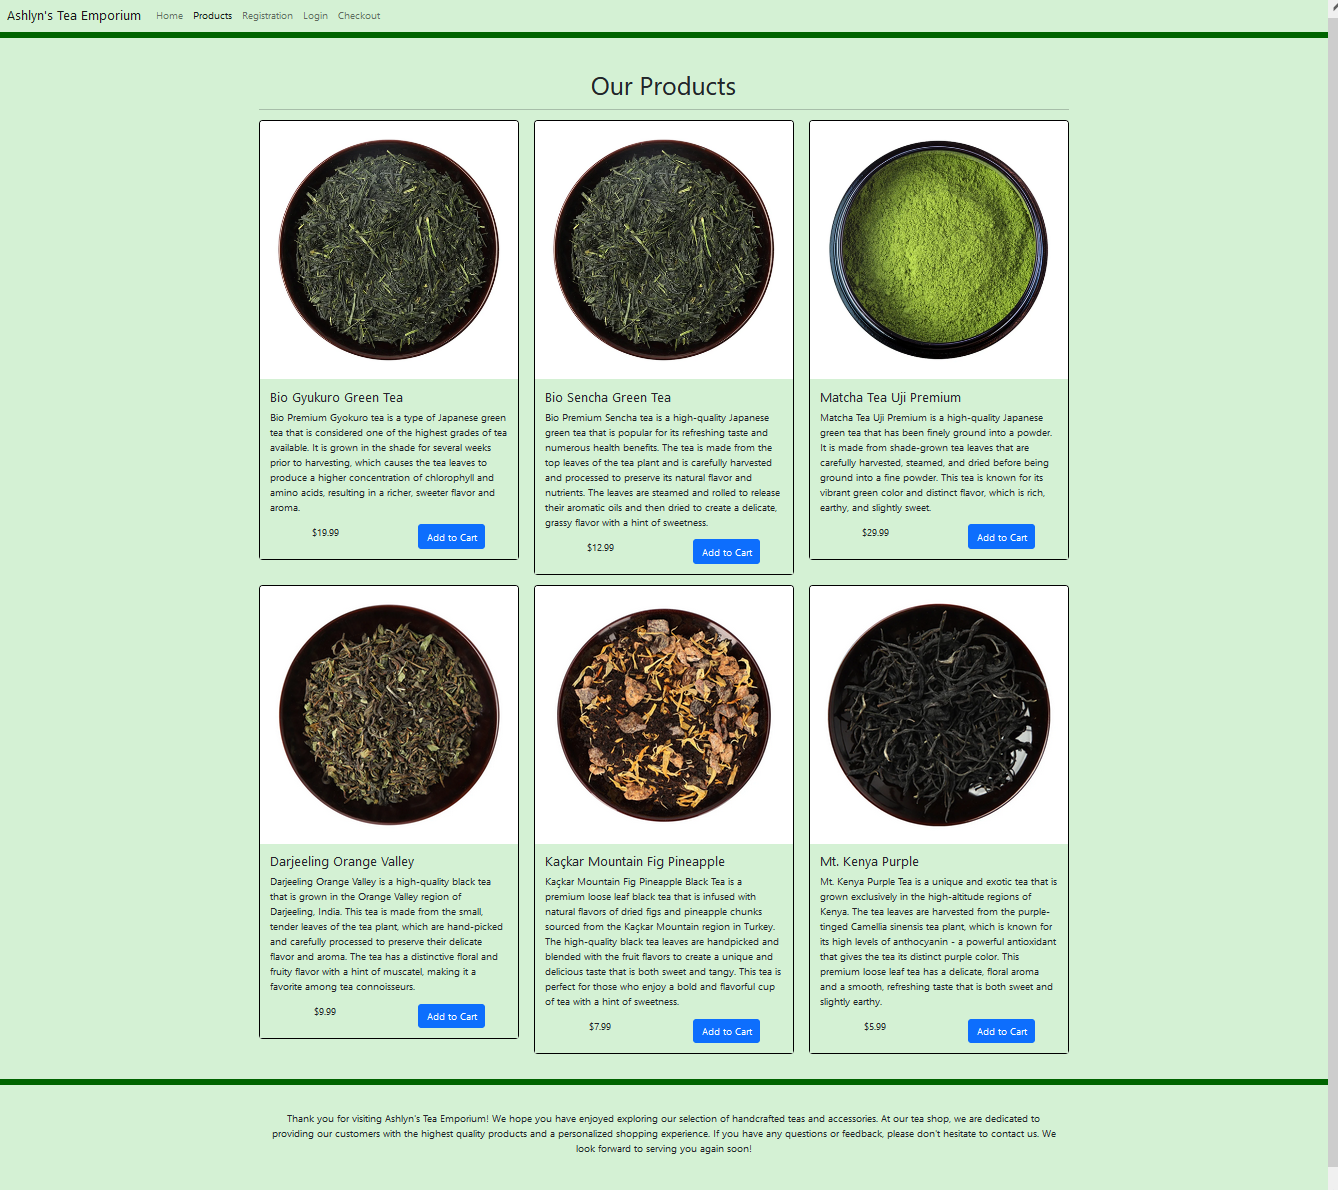 Ashlyn's Tea Emporium Home Products Registration Login Checkout
Our Products
Bio Gyukuro Green Tea
Bio Premium Gyokuro tea is a type of Japanese green
tea that is considered one of the highest grades of tea
available. It is grown in the shade for several weeks
prior to harvesting, which causes the tea leaves to
produce a higher concentration of chlorophyll and
amino acids, resulting in a richer, sweeter flavor and
aroma.
$19.99 Add to Cart
Bio Sencha Green Tea
Bio Premium Sencha tea is a high-quality Japanese
green tea that is popular for its refreshing taste and
numerous health benefits. The tea is made from the
top leaves of the tea plant and is carefully harvested
and processed to preserve its natural flavor and
nutrients. The leaves are steamed and rolled to release
their aromatic oils and then dried to create a delicate,
grassy flavor with a hint of sweetness.
$12.99 Add to Cart
Matcha Tea Uji Premium
Matcha Tea Uji Premium is a high-quality Japanese
green tea that has been finely ground into a powder.
It is made from shade-grown tea leaves that are
carefully harvested, steamed, and dried before being
ground into a fine powder. This tea is known for its
vibrant green color and distinct flavor, which is rich,
earthy, and slightly sweet.
$29.99 Add to Cart
Darjeeling Orange Valley
Darjeeling Orange Valley is a high-quality black tea
that is grown in the Orange Valley region of
Darjeeling, India. This tea is made from the small,
tender leaves of the tea plant, which are hand-picked
and carefully processed to preserve their delicate
flavor and aroma. The tea has a distinctive floral and
fruity flavor with a hint of muscatel, making it a
favorite among tea connoisseurs.
$9.99 Add to Cart
Kaçkar Mountain Fig Pineapple
Kaçkar Mountain Fig Pineapple Black Tea is a
premium loose leaf black tea that is infused with
natural flavors of dried figs and pineapple chunks
sourced from the Kaçkar Mountain region in Turkey.
The high-quality black tea leaves are handpicked and
blended with the fruit flavors to create a unique and
delicious taste that is both sweet and tangy. This tea is
perfect for those who enjoy a bold and flavorful cup
of tea with a hint of sweetness.
$7.99 Add to Cart
Mt. Kenya Purple
Mt. Kenya Purple Tea is a unique and exotic tea that is
grown exclusively in the high-altitude regions of
Kenya. The tea leaves are harvested from the purple-
tinged Camellia sinensis tea plant, which is known for
its high levels of anthocyanin - a powerful antioxidant
that gives the tea its distinct purple color. This
premium loose leaf tea has a delicate, floral aroma
and a smooth, refreshing taste that is both sweet and
slightly earthy.
$5.99 Add to Cart
Thank you for visiting Ashlyn's Tea Emporium! We hope you have enjoyed exploring our selection of handcrafted teas and accessories. At our tea shop, we are dedicated to
providing our customers with the highest quality products and a personalized shopping experience. If you have any questions or feedback, please don't hesitate to contact us. We
look forward to serving you again soon!